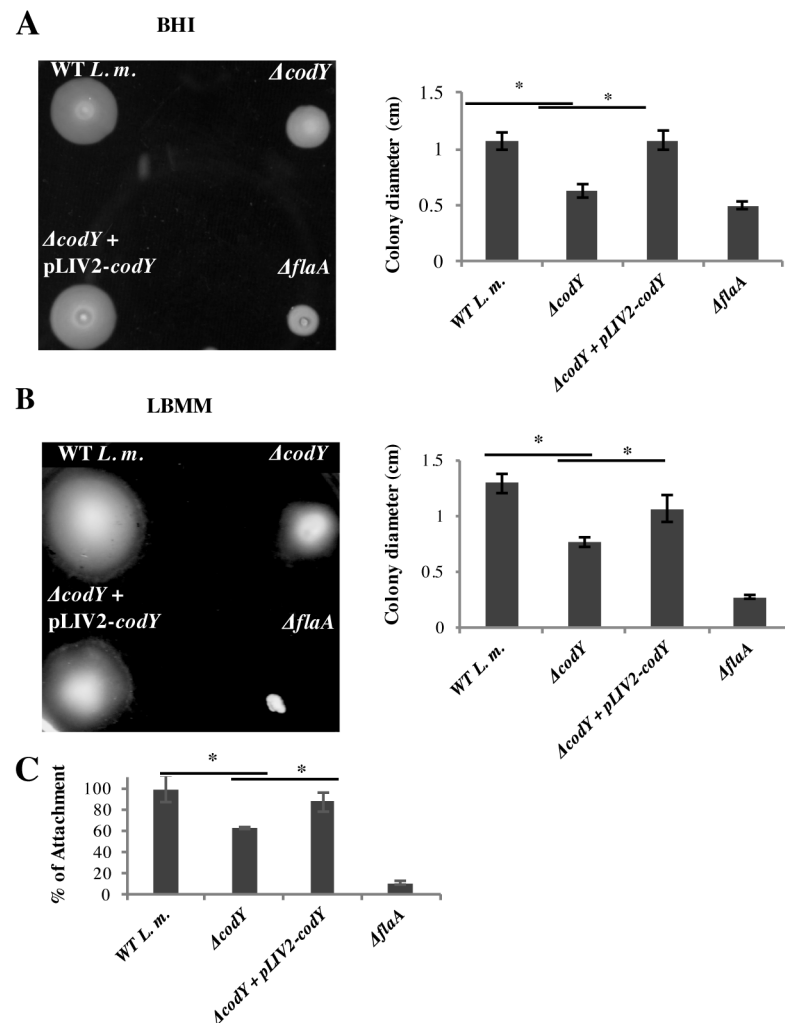 A
BHI
WT L. m.
ΔcodY
ΔcodY +
pLIV2-codY
ΔflaA
*
*
Colony diameter (cm)
1.5
1
0.5
0
WT L. m.
ΔcodY
ΔcodY + pLIV2-codY
ΔflaA
B
LBMM
WT L. m.
ΔcodY
ΔcodY +
pLIV2-codY
ΔflaA
*
*
Colony diameter (cm)
1.5
1
0.5
0
WT L. m.
ΔcodY
ΔcodY + pLIV2-codY
ΔflaA
C
*
*
% of Attachment
100
80
60
40
20
0
WT L. m.
ΔcodY
ΔcodY + pLIV2-codY
ΔflaA